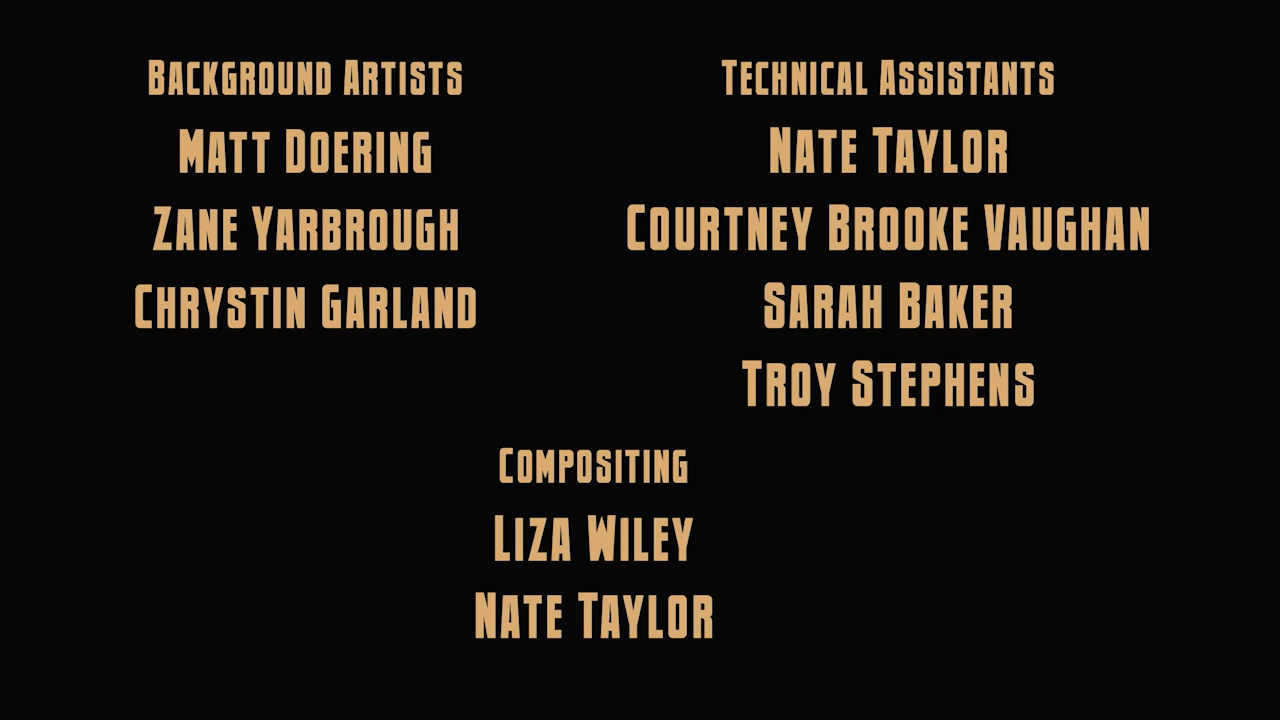 Background Artists
Matt Doering
Zane Yarbrough
Chrystin Garland
Technical Assistants
Nate Taylor
Courtney Brooke Vaughan
Sarah Baker
Troy Stephens
Compositing
Liza Wiley
Nate Taylor